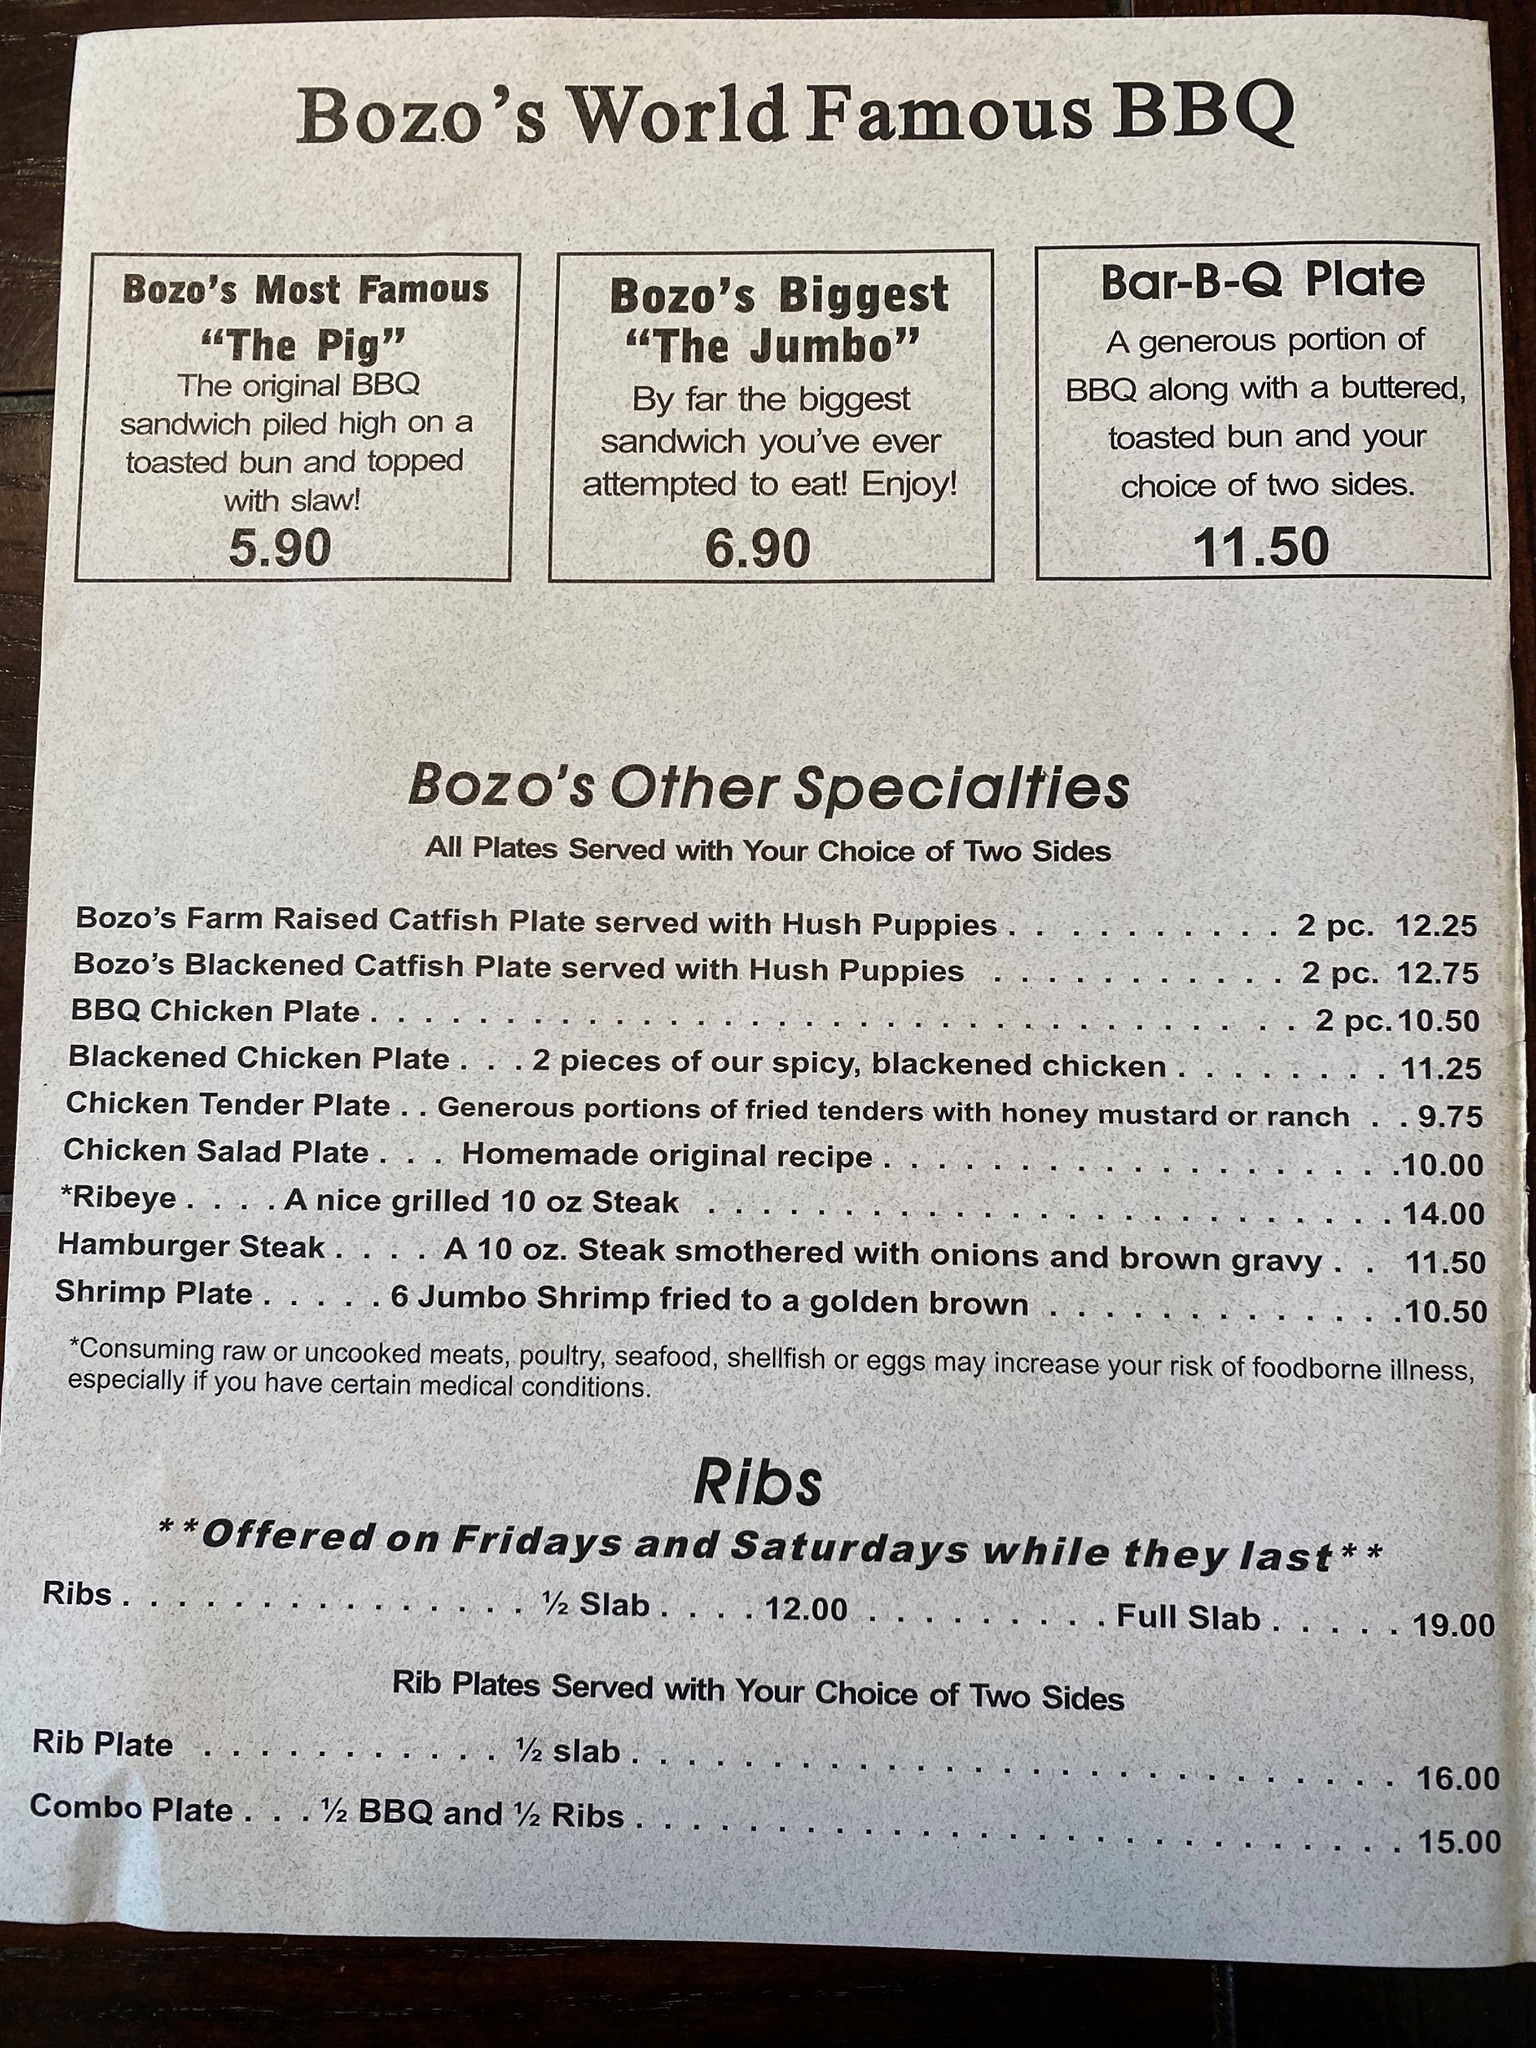 Bozo's World Famous BBQ
Bozo's Most Famous
"The Pig"
The original BBQ
sandwich piled high on a
toasted bun and topped
with slaw!
5.90
Bozo's Biggest
"The Jumbo"
By far the biggest
sandwich you've ever
attempted to eat! Enjoy!
6.90
Bar-B-Q Plate
A generous portion of
BBQ along with a buttered,
toasted bun and your
choice of two sides.
11.50
Bozo's Other Specialties
All Plates Served with Your Choice of Two Sides
Bozo's Farm Raised Catfish Plate served with Hush Puppies . . . . . . . . . . 2 pc. 12.25
Bozo's Blackened Catfish Plate served with Hush Puppies . . . . . . . . . . . 2 pc. 12.75
BBQ Chicken Plate . . . . . . . . . . . . . . . . . . . . . . . . . . . . . . . . . . . 2 pc. 10.50
Blackened Chicken Plate . . . 2 pieces of our spicy, blackened chicken . . . . . . . . 11.25
Chicken Tender Plate . . Generous portions of fried tenders with honey mustard or ranch . . 9.75
Chicken Salad Plate . . . Homemade original recipe . . . . . . . . . . . . . . . . . . . .10.00
*Ribeye . . . . A nice grilled 10 oz Steak . . . . . . . . . . . . . . . . . . . . . . . . . 14.00
Hamburger Steak . . . . A 10 oz. Steak smothered with onions and brown gravy . . 11.50
Shrimp Plate . . . . . 6 Jumbo Shrimp fried to a golden brown . . . . . . . . . . . . .10.50
*Consuming raw or uncooked meats, poultry, seafood, shellfish or eggs may increase your risk of foodborne illness,
especially if you have certain medical conditions.
Ribs
**Offered on Fridays and Saturdays while they last**
Ribs . . . . . . . . . . . . . . . ½ Slab . . . . 12.00 . . . . . . . . . Full Slab . . . . . 19.00
Rib Plates Served with Your Choice of Two Sides
Rib Plate . . . . . . . . . . . . ½ slab . . . . . . . . . . . . . . . . . . . . . . . . . . . . 16.00
Combo Plate . . . ½ BBQ and ½ Ribs . . . . . . . . . . . . . . . . . . . . . . . . . . . . 15.00